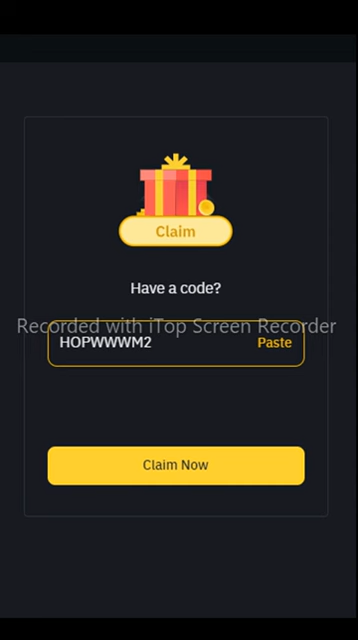 Claim
Have a code?
Recorded with iTop Screen Recorder
HOPWWWM2 Paste
Claim Now